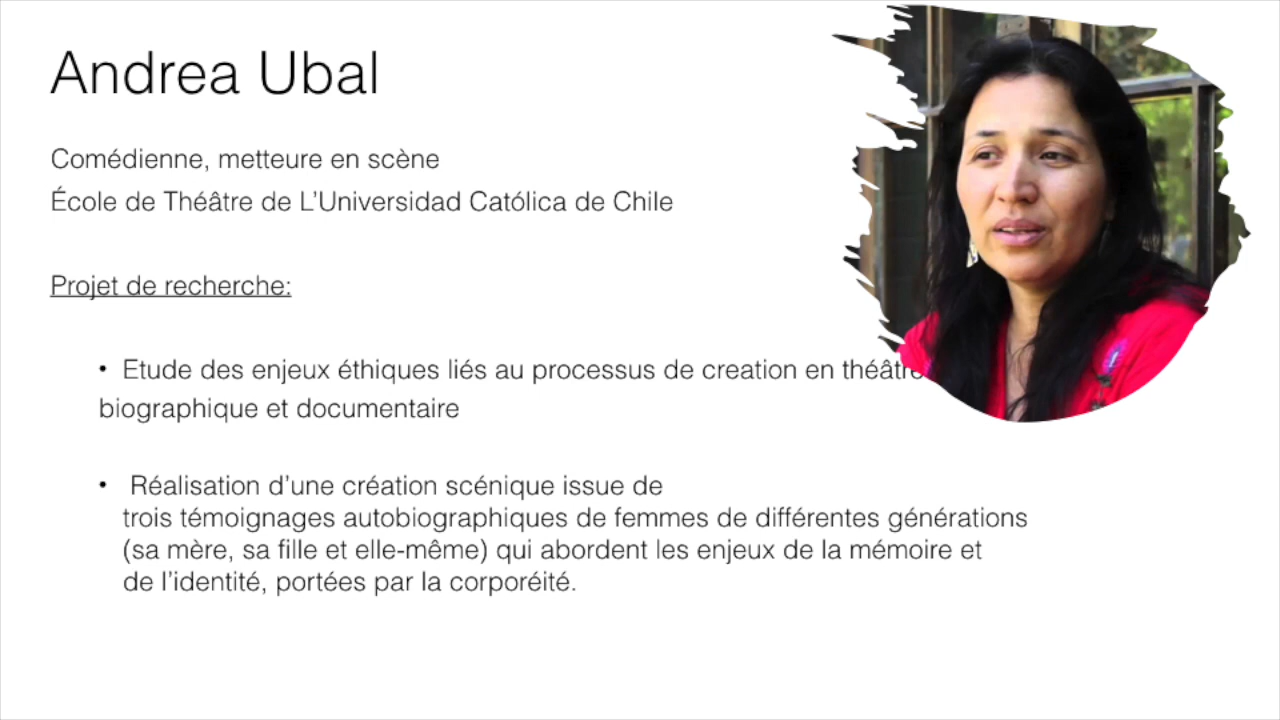 Andrea Ubal
Comédienne, metteure en scène
École de Théâtre de L'Universidad Católica de Chile
Projet de recherche:
• Etude des enjeux éthiques liés au processus de creation en théâtre
biographique et documentaire
• Réalisation d'une création scénique issue de
trois témoignages autobiographiques de femmes de différentes générations
(sa mère, sa fille et elle-même) qui abordent les enjeux de la mémoire et
de l'identité, portées par la corporéité.